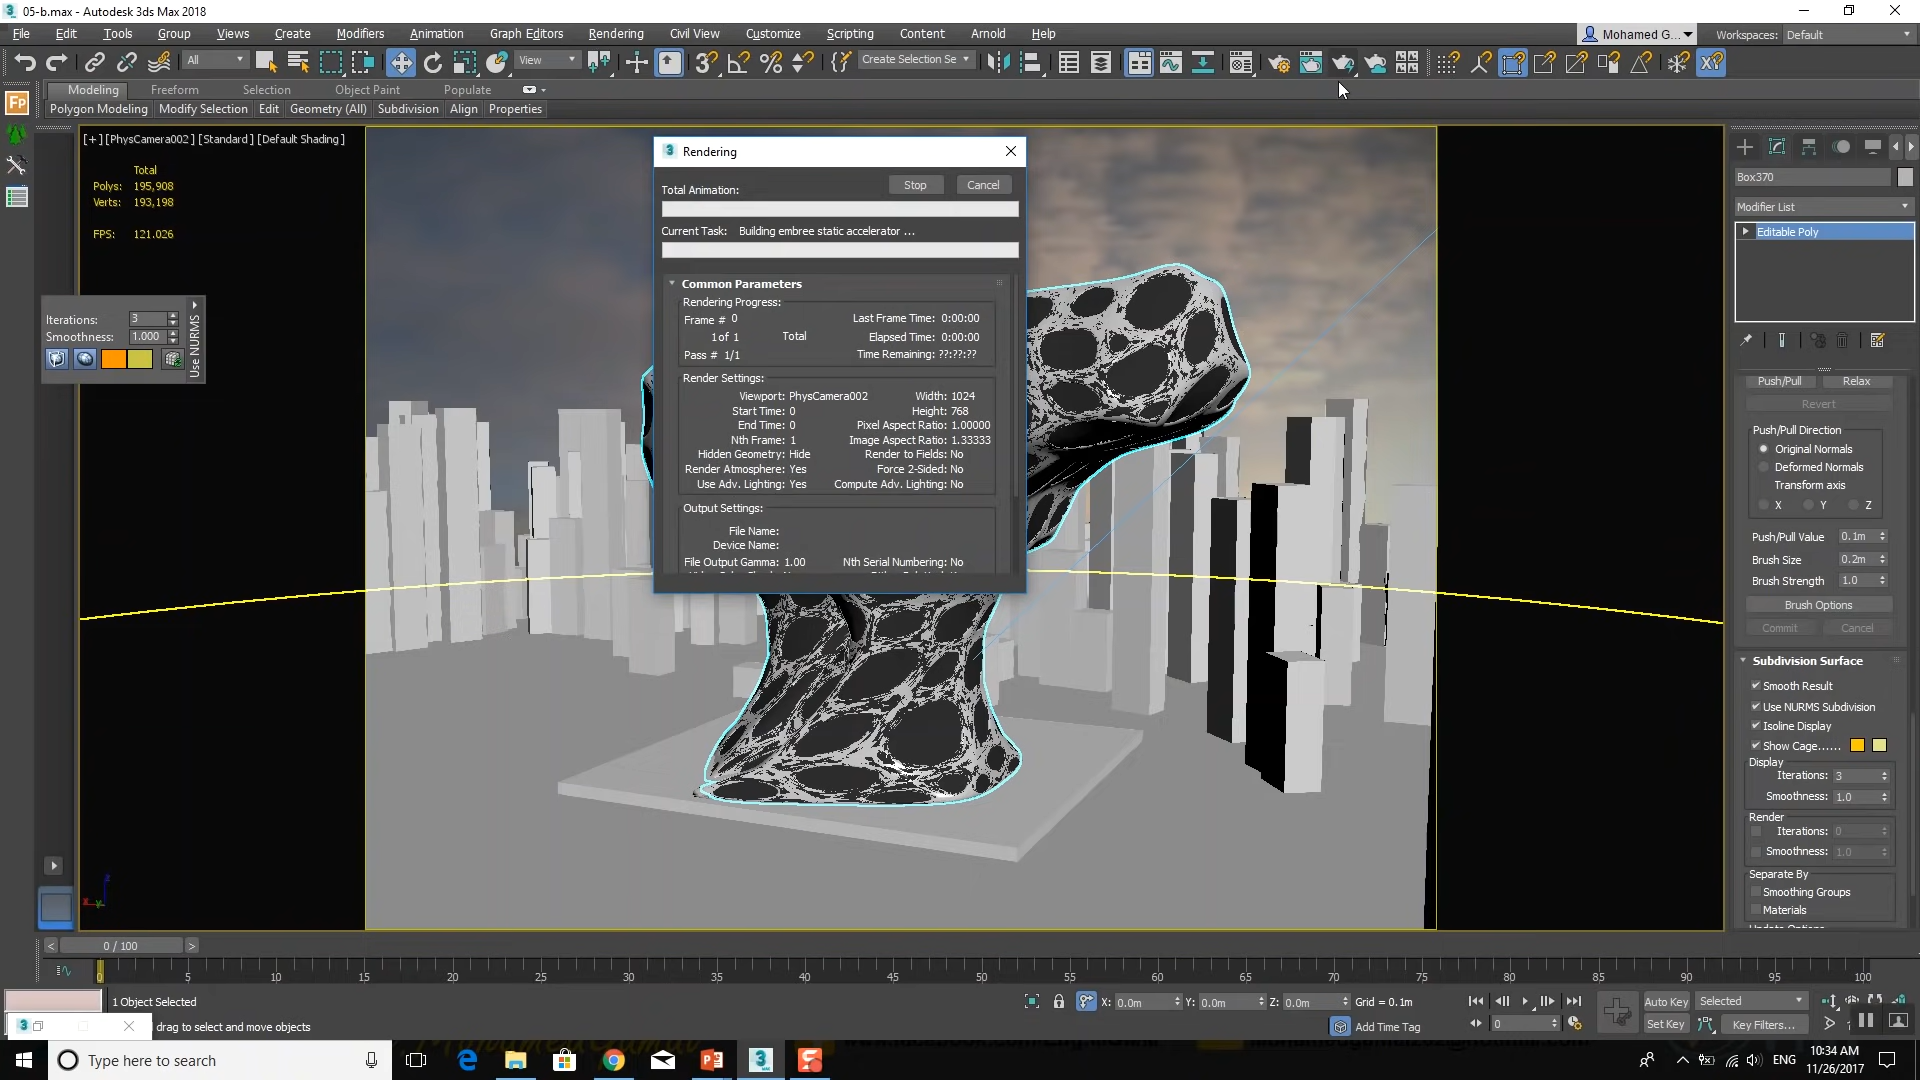 05-b.max - Autodesk 3ds Max 2018
File Edit Tools Group Views Create Modifiers Animation Graph Editors Rendering Civil View Customize Scripting Content Arnold Help
Mohamed G...
Workspaces: Default
All
View
Create Selection Se
Modeling Freeform Selection Object Paint Populate
Polygon Modeling Modify Selection Edit Geometry (All) Subdivision Align Properties
[+] [PhysCamera002 ] [Standard ] [Default Shading ]
Total
Polys: 195,908
Verts: 193,198
FPS: 121.026
Iterations: 3
Smoothness: 1.000
Use NURMS
Rendering
Total Animation:
Stop Cancel
Current Task: Building embree static accelerator ...
Common Parameters
Rendering Progress:
Frame # 0 Last Frame Time: 0:00:00
1 of 1 Total Elapsed Time: 0:00:00
Pass # 1/1 Time Remaining: ??:??:??
Render Settings:
Viewport: PhysCamera002 Width: 1024
Start Time: 0 Height: 768
End Time: 0 Pixel Aspect Ratio: 1.00000
Nth Frame: 1 Image Aspect Ratio: 1.33333
Hidden Geometry: Hide Render to Fields: No
Render Atmosphere: Yes Force 2-Sided: No
Use Adv. Lighting: Yes Compute Adv. Lighting: No
Output Settings:
File Name:
Device Name:
File Output Gamma: 1.00 Nth Serial Numbering: No
Box370
Modifier List
Editable Poly
Push/Pull Relax
Revert
Push/Pull Direction
Original Normals
Deformed Normals
Transform axis
X Y Z
Push/Pull Value 0.1m
Brush Size 0.2m
Brush Strength 1.0
Brush Options
Commit Cancel
Subdivision Surface
Smooth Result
Use NURMS Subdivision
Isoline Display
Show Cage......
Display
Iterations: 3
Smoothness: 1.0
Render
Iterations: 0
Smoothness: 1.0
Separate By
Smoothing Groups
Materials
z
x
y
< 0 / 100 >
0 5 10 15 20 25 30 35 40 45 50 55 60 65 70 75 80 85 90 95 100
1 Object Selected
drag to select and move objects
X: 0.0m Y: 0.0m Z: 0.0m Grid = 0.1m
Add Time Tag
0
Auto Key Selected
Set Key Key Filters...
Type here to search
ENG
10:34 AM
11/26/2017